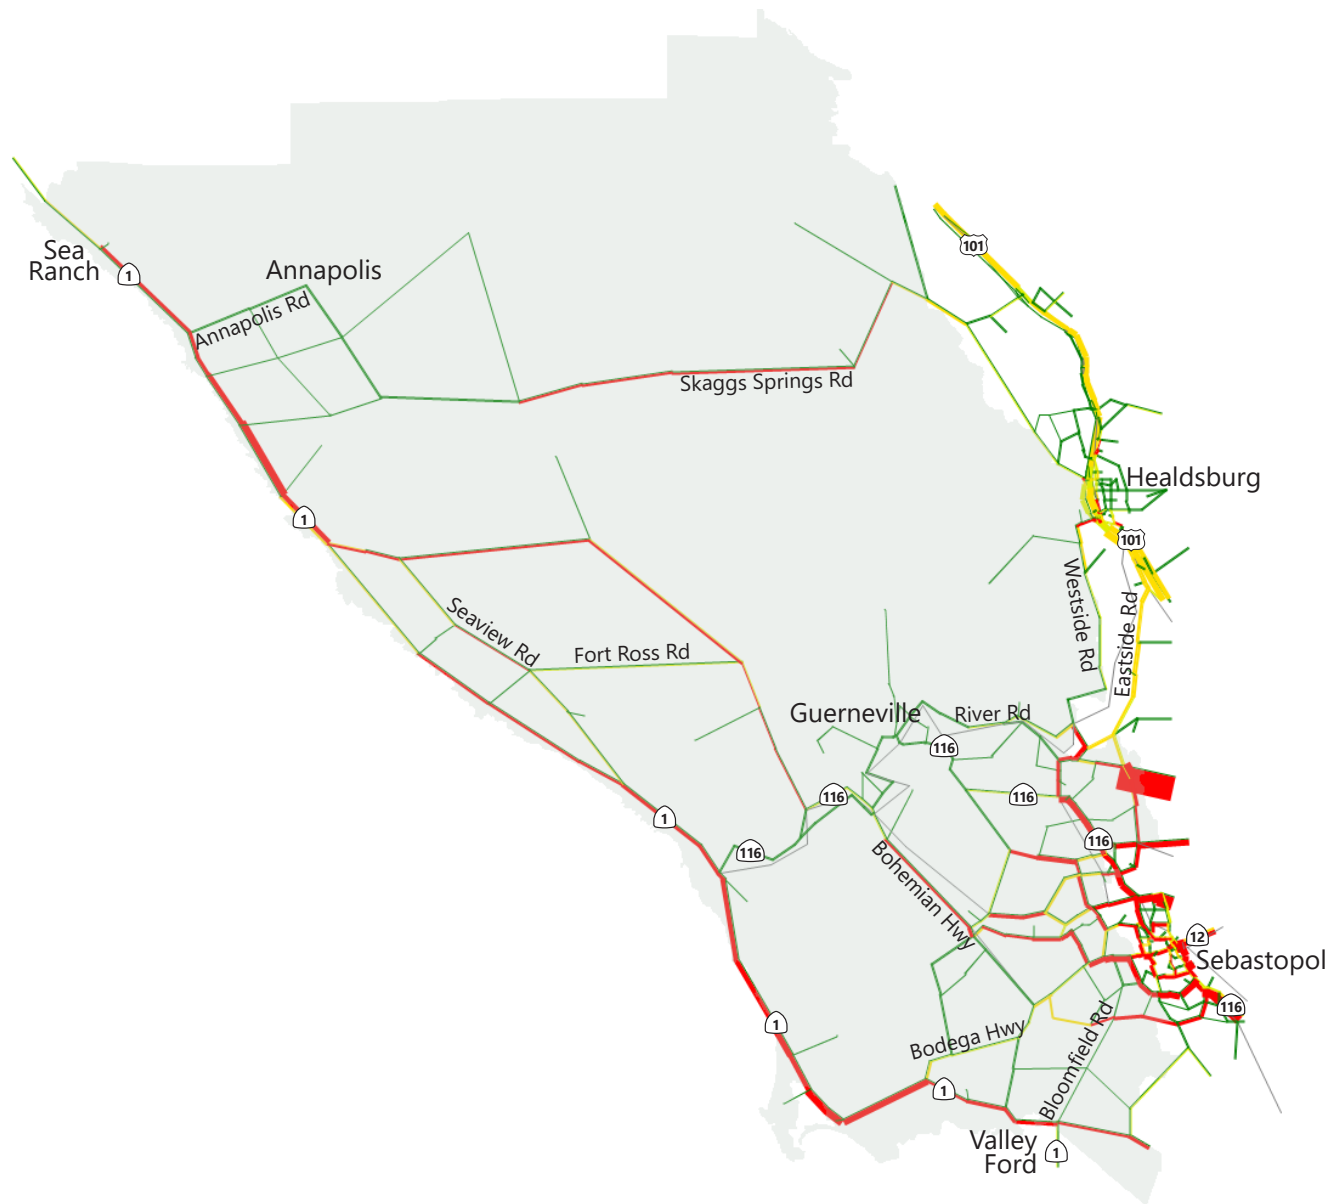 101
Sea
Ranch
1
Annapolis
Annapolis Rd
Skaggs Springs Rd
Healdsburg
1
101
Westside Rd
Eastside Rd
Seaview Rd
Fort Ross Rd
Guerneville
River Rd
116
116
116
1
116
116
Bohemian Hwy
12
Sebastopol
116
1
Bodega Hwy
Bloomfield Rd
1
Valley
Ford
1